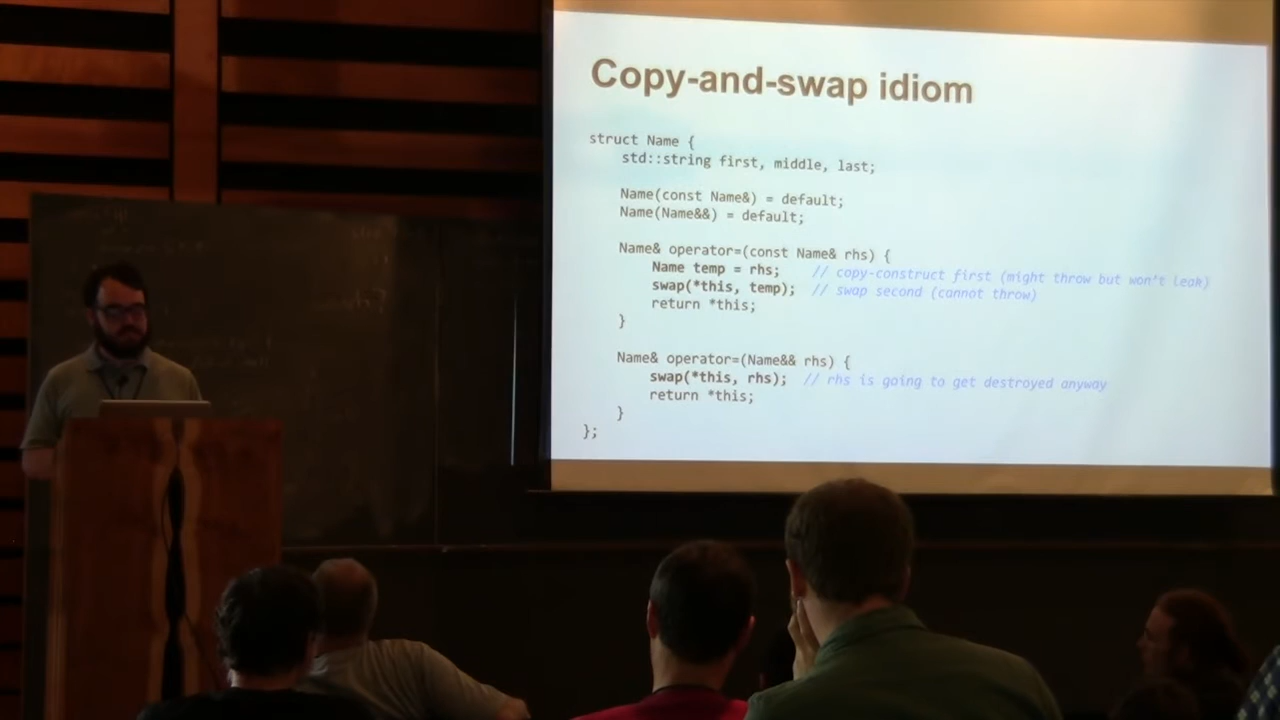 Copy-and-swap idiom
struct Name {
std::string first, middle, last;
Name(const Name&) = default;
Name(Name&&) = default;
Name& operator=(const Name& rhs) {
Name temp = rhs; // copy-construct first (might throw but won't leak)
swap(*this, temp); // swap second (cannot throw)
return *this;
}
Name& operator=(Name&& rhs) {
swap(*this, rhs); // rhs is going to get destroyed anyway
return *this;
}
};